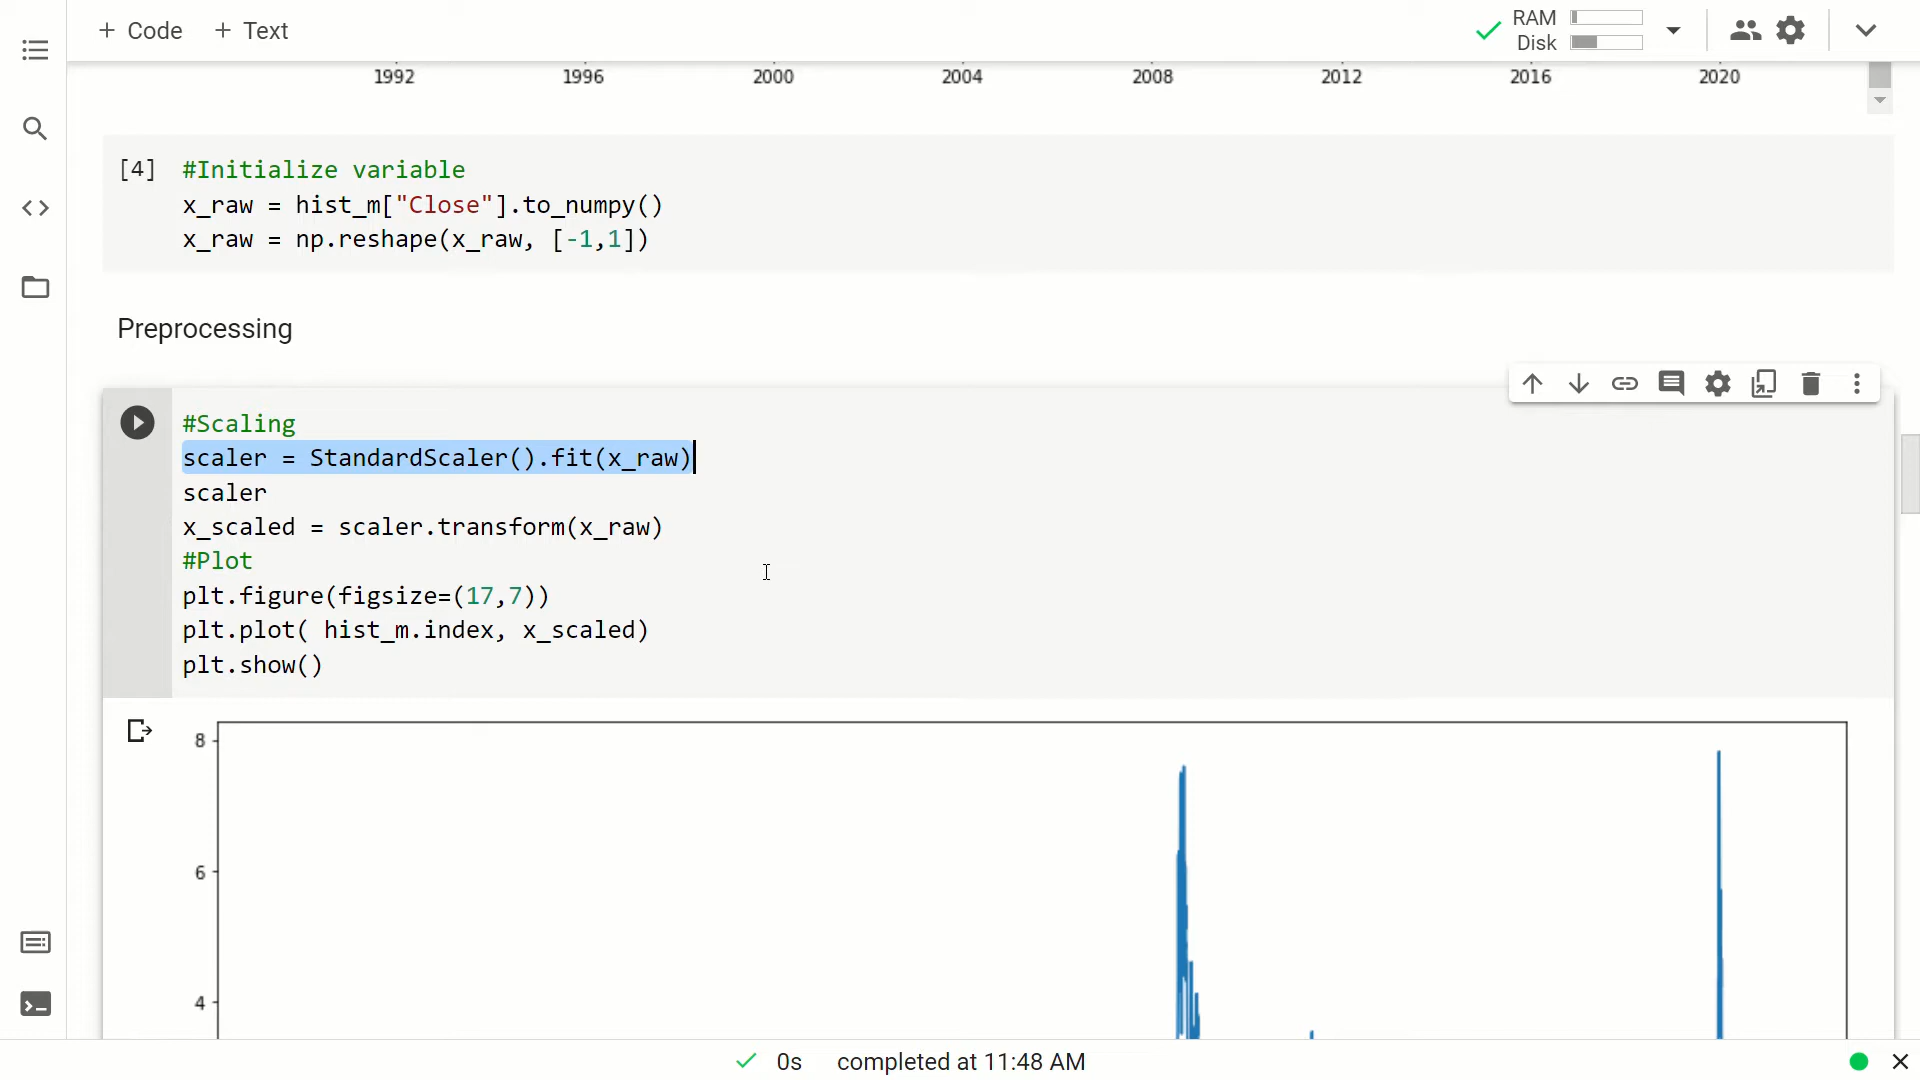 + Code + Text
RAM
Disk
1992 1996 2000 2004 2008 2012 2016 2020
[4] #Initialize variable
x_raw = hist_m["Close"].to_numpy()
x_raw = np.reshape(x_raw, [-1,1])
Preprocessing
#Scaling
scaler = StandardScaler().fit(x_raw)
scaler
x_scaled = scaler.transform(x_raw)
#Plot
plt.figure(figsize=(17,7))
plt.plot( hist_m.index, x_scaled)
plt.show()
8
6
4
0s completed at 11:48 AM